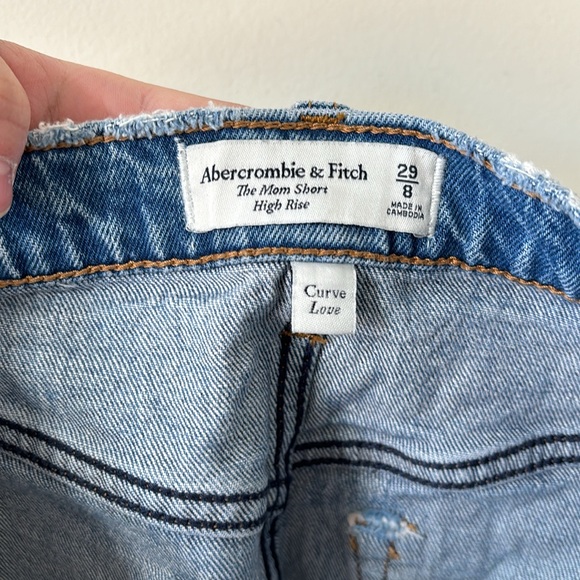 Abercrombie & Fitch
The Mom Short
High Rise
29
8
MADE IN
CAMBODIA
Curve
Love